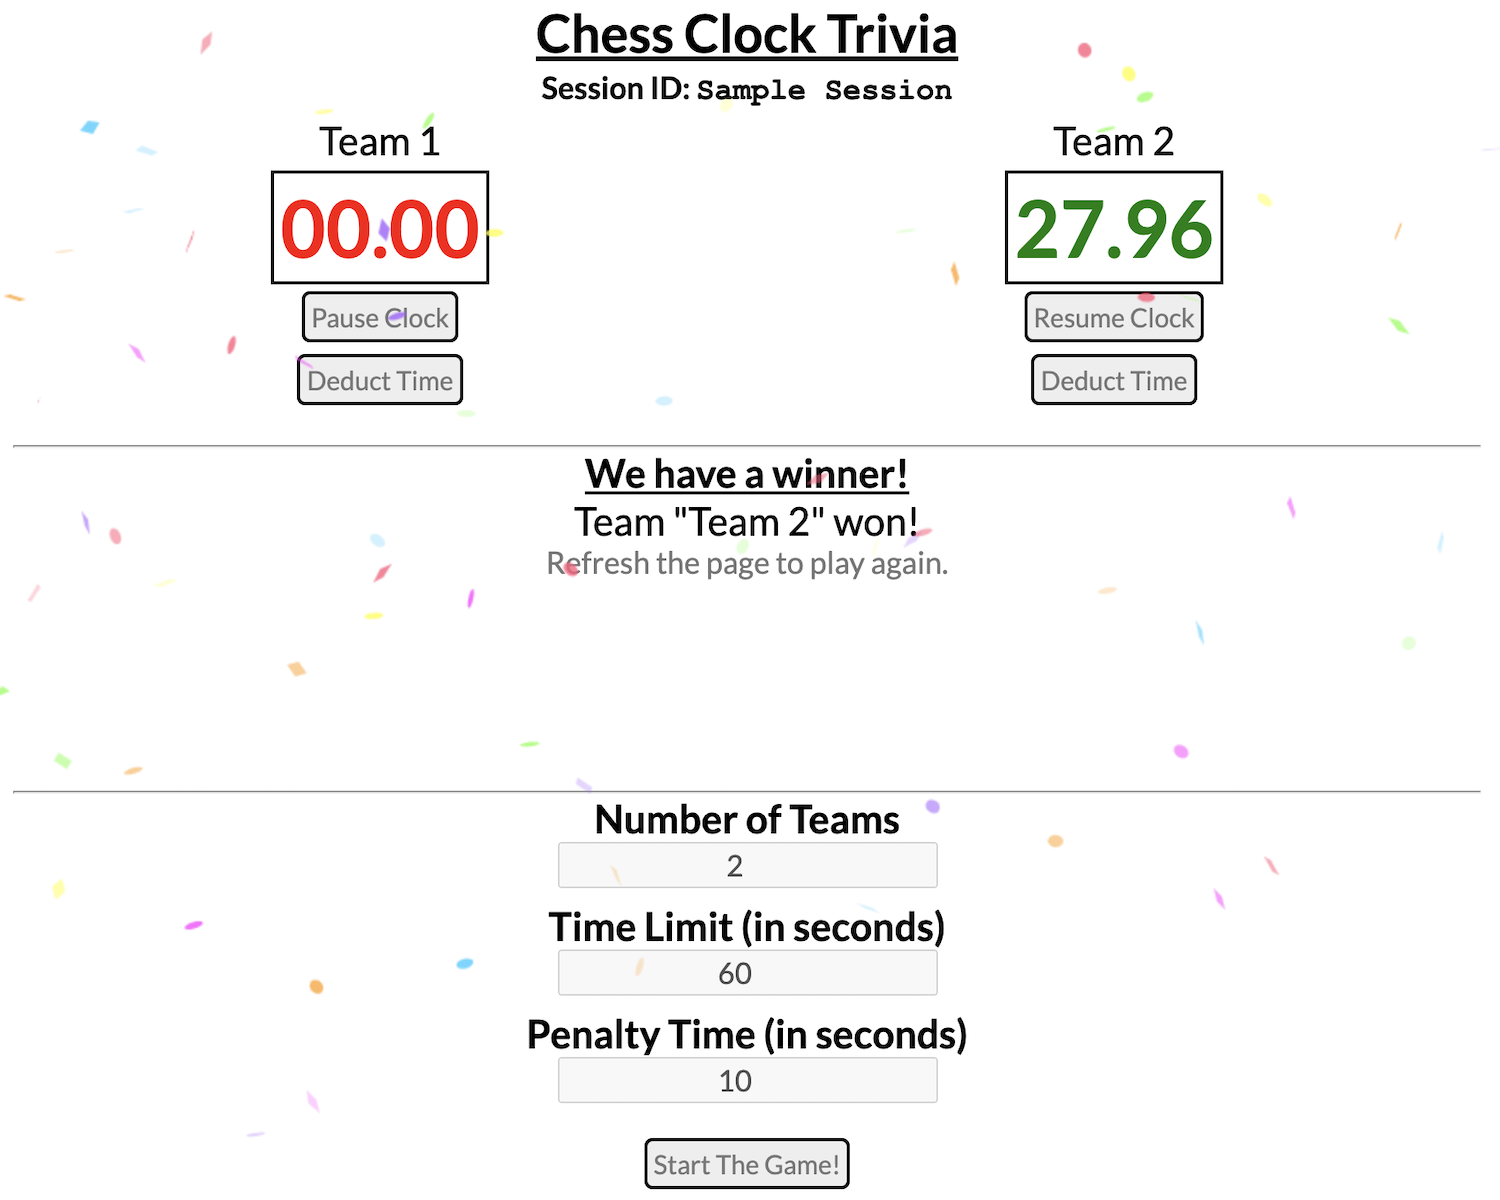 Chess Clock Trivia
Session ID: Sample Session
Team 1
00.00
Pause Clock
Deduct Time
Team 2
27.96
Resume Clock
Deduct Time
We have a winner!
Team "Team 2" won!
Refresh the page to play again.
Number of Teams
2
Time Limit (in seconds)
60
Penalty Time (in seconds)
10
Start The Game!